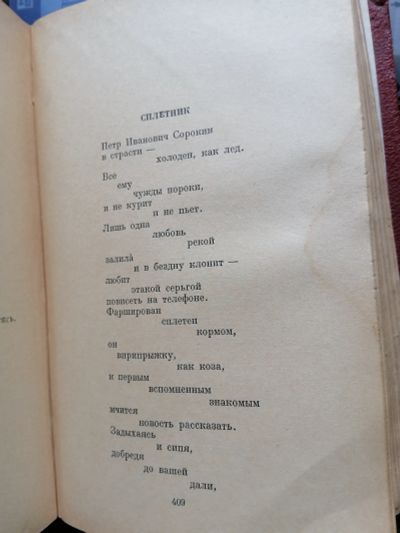 СПЛЕТНИК
Петр Иванович Сорокин
в страсти —
холоден, как лед.
Все
ему
чужды пороки,
и не курит
и не пьет.
Лишь одна
любовь
рекой
залила́
и в бездну клонит —
любит
этакой серьгой
повисеть на телефоне.
Фарширован
сплетен
кормом,
он
вприпрыжку,
как коза,
и первым
вспомненным
знакомым
мчится
новость рассказать.
Задыхаясь
и сипя,
добредя
до вашей
дали,
409